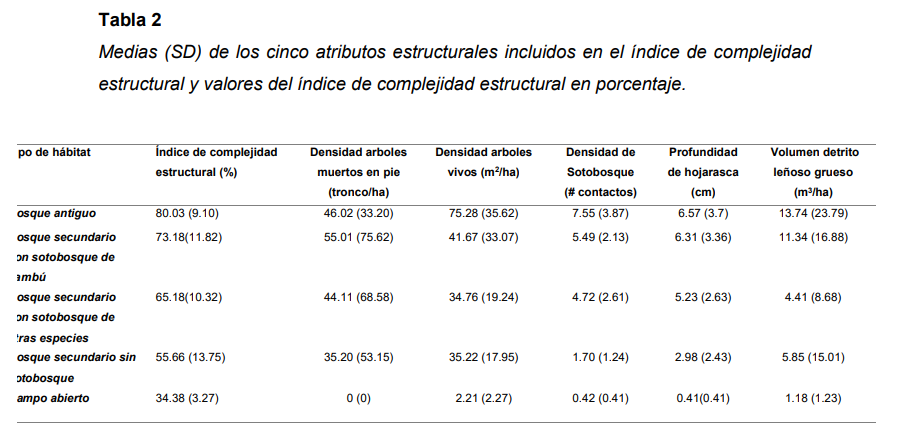 Tabla 2
Medias (SD) de los cinco atributos estructurales incluidos en el índice de complejidad
estructural y valores del índice de complejidad estructural en porcentaje.
po de hábitat Índice de complejidad estructural (%) Densidad arboles muertos en pie (tronco/ha) Densidad arboles vivos (m²/ha) Densidad de Sotobosque (# contactos) Profundidad de hojarasca (cm) Volumen detrito leñoso grueso (m³/ha)
osque antiguo 80.03 (9.10) 46.02 (33.20) 75.28 (35.62) 7.55 (3.87) 6.57 (3.7) 13.74 (23.79)
osque secundario 73.18(11.82) 55.01 (75.62) 41.67 (33.07) 5.49 (2.13) 6.31 (3.36) 11.34 (16.88)
on sotobosque de
ambú
osque secundario 65.18(10.32) 44.11 (68.58) 34.76 (19.24) 4.72 (2.61) 5.23 (2.63) 4.41 (8.68)
on sotobosque de
tras especies
osque secundario sin 55.66 (13.75) 35.20 (53.15) 35.22 (17.95) 1.70 (1.24) 2.98 (2.43) 5.85 (15.01)
otobosque
ampo abierto 34.38 (3.27) 0 (0) 2.21 (2.27) 0.42 (0.41) 0.41(0.41) 1.18 (1.23)